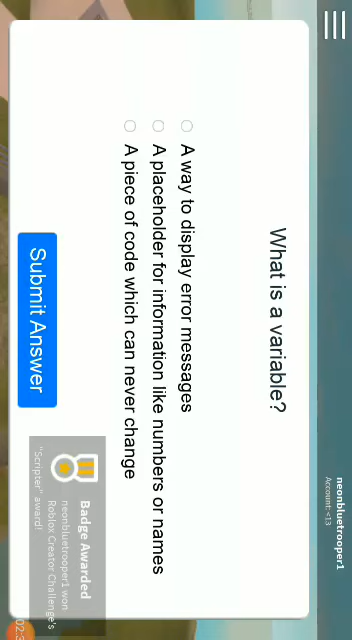 neonbluetrooper1
Account: <13
What is a variable?
A way to display error messages
A placeholder for information like numbers or names
A piece of code which can never change
Submit Answer
Badge Awarded
neonbluetrooper1 won
Roblox Creator Challenge's
"Scripter" award!